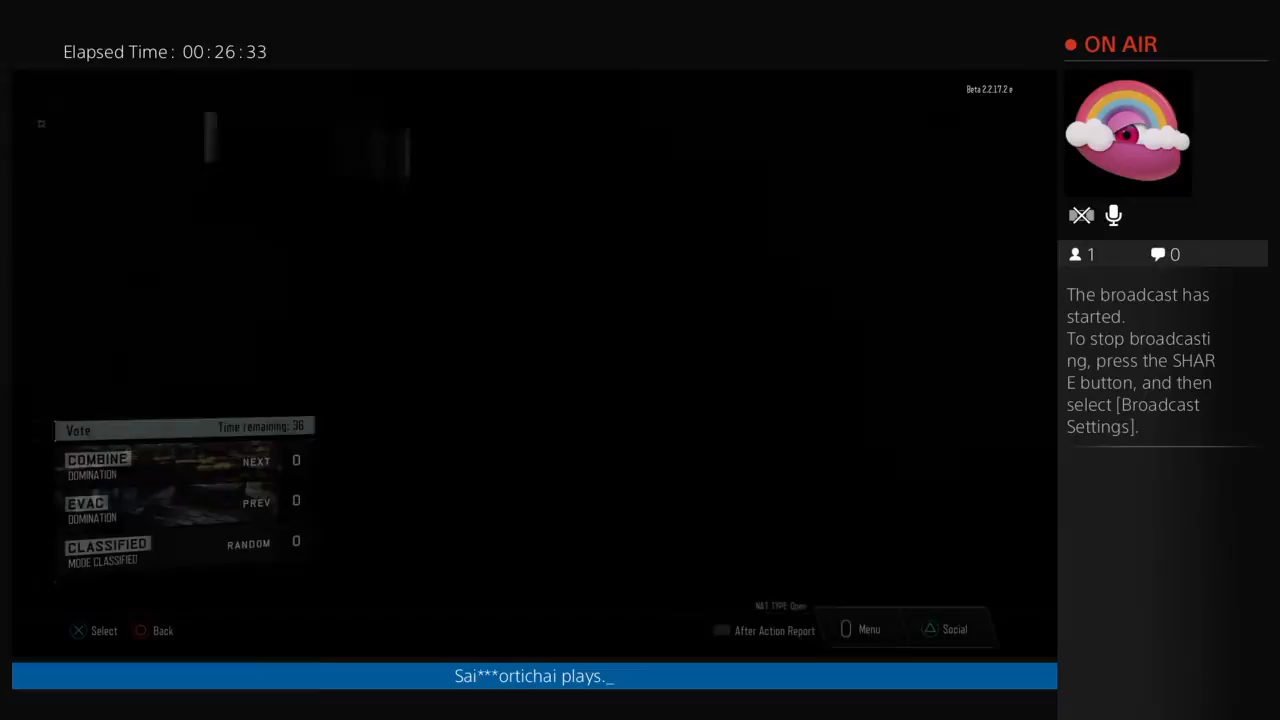 Elapsed Time: 00:26:33
ON AIR
Beta 2.2.17.2 e
1 0
The broadcast has
started.
To stop broadcasti
ng, press the SHAR
E button, and then
select [Broadcast
Settings].
Vote Time remaining: 36
COMBINE NEXT 0
DOMINATION
EVAC PREV 0
DOMINATION
CLASSIFIED RANDOM 0
MODE CLASSIFIED
NAT TYPE Open
Select Back After Action Report Menu Social
Sai***ortichai plays._